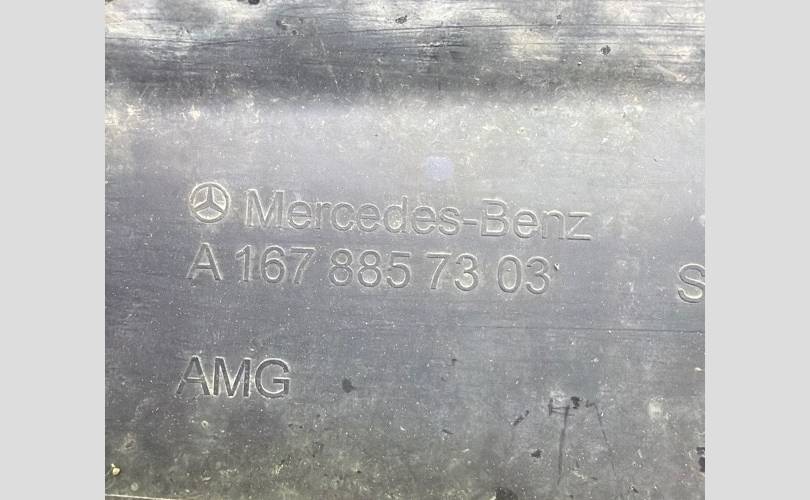 Mercedes-Benz
A 167 885 73 03 S
AMG